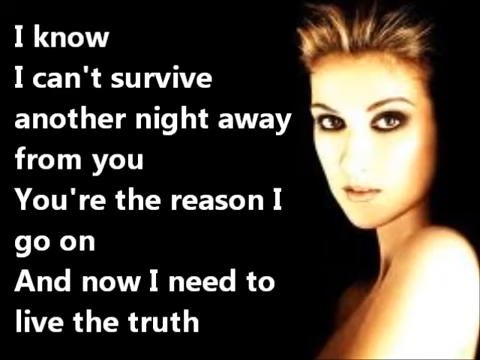 I know
I can't survive
another night away
from you
You're the reason I
go on
And now I need to
live the truth